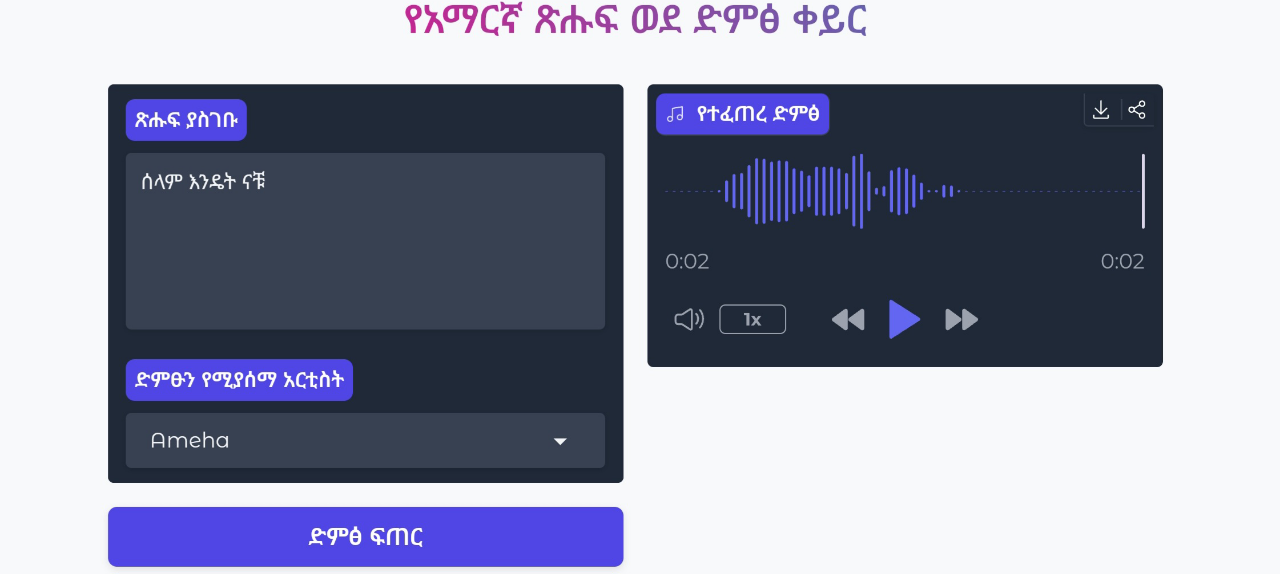 የአማርኛ ጽሑፍ ወደ ድምፅ ቀይር
ጽሑፍ ያስገቡ
ሰላም እንዴት ናቹ
ድምፁን የሚያሰማ አርቲስት
Ameha
ድምፅ ፍጠር
የተፈጠረ ድምፅ
0:02 0:02
1x